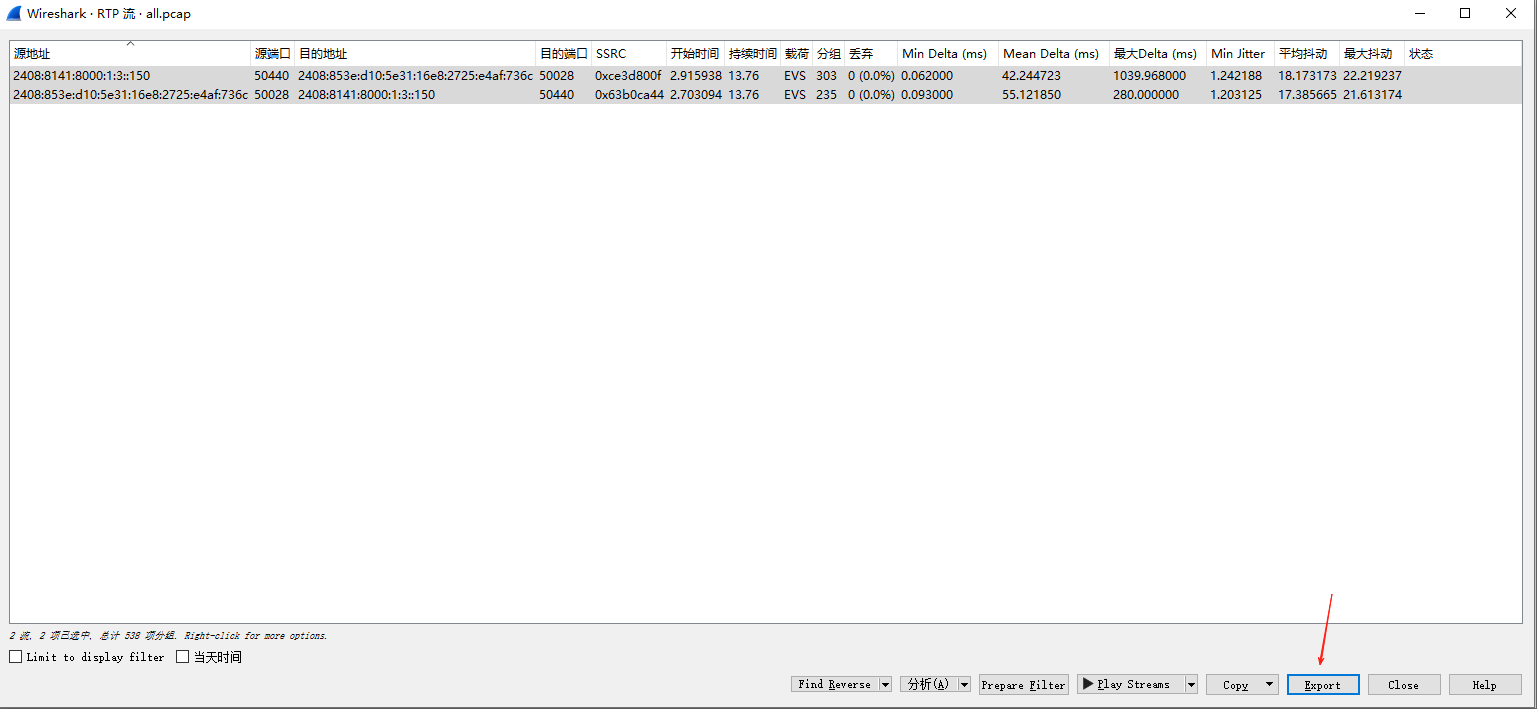 Wireshark · RTP 流 · all.pcap
源地址 源端口 目的地址 目的端口 SSRC 开始时间 持续时间 载荷 分组 丢弃 Min Delta (ms) Mean Delta (ms) 最大Delta (ms) Min Jitter 平均抖动 最大抖动 状态
2408:8141:8000:1:3::150 50440 2408:853e:d10:5e31:16e8:2725:e4af:736c 50028 0xce3d800f 2.915938 13.76 EVS 303 0 (0.0%) 0.062000 42.244723 1039.968000 1.242188 18.173173 22.219237
2408:853e:d10:5e31:16e8:2725:e4af:736c 50028 2408:8141:8000:1:3::150 50440 0x63b0ca44 2.703094 13.76 EVS 235 0 (0.0%) 0.093000 55.121850 280.000000 1.203125 17.385665 21.613174
2 流, 2 项已选中, 总计 538 项分组. Right-click for more options.
Limit to display filter 当天时间
Find Reverse 分析(A) Prepare Filter Play Streams Copy Export Close Help